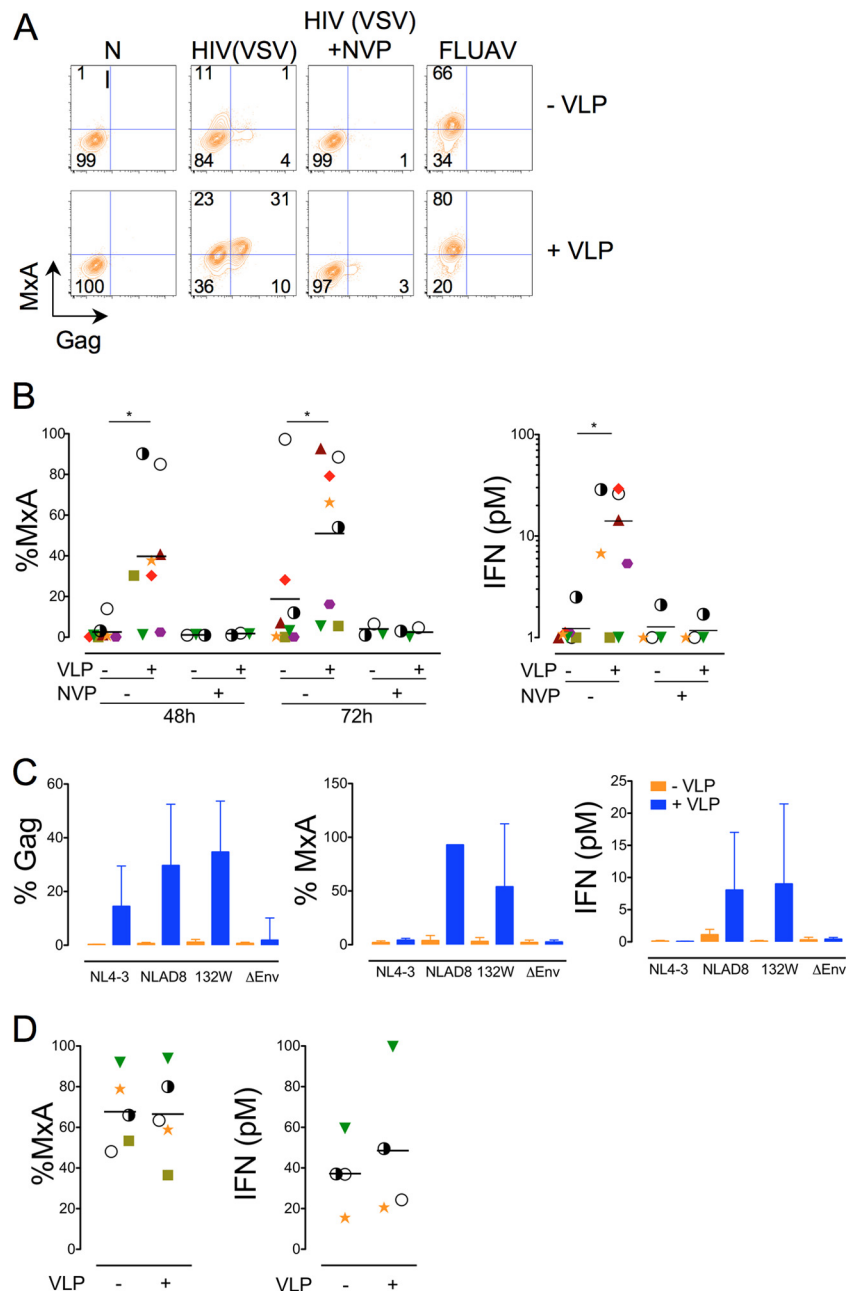 A
N
I
HIV(VSV)
HIV (VSV)
+NVP
FLUAV
1
99
11 1
84 4
99 1
66
34
- VLP
100
23 31
36 10
97 3
80
20
+ VLP
MxA
Gag
B
*
*
%MxA
100
80
60
40
20
0
VLP - + - + - + - +
NVP - + - +
48h 72h
*
IFN (pM)
100
10
1
VLP - + - +
NVP - +
C
% Gag
60
40
20
0
NL4-3 NLAD8 132W ΔEnv
% MxA
150
100
50
0
NL4-3 NLAD8 132W ΔEnv
IFN (pM)
25
20
15
10
5
0
- VLP
+ VLP
NL4-3 NLAD8 132W ΔEnv
D
%MxA
100
80
60
40
20
0
VLP - +
IFN (pM)
100
80
60
40
20
0
VLP - +